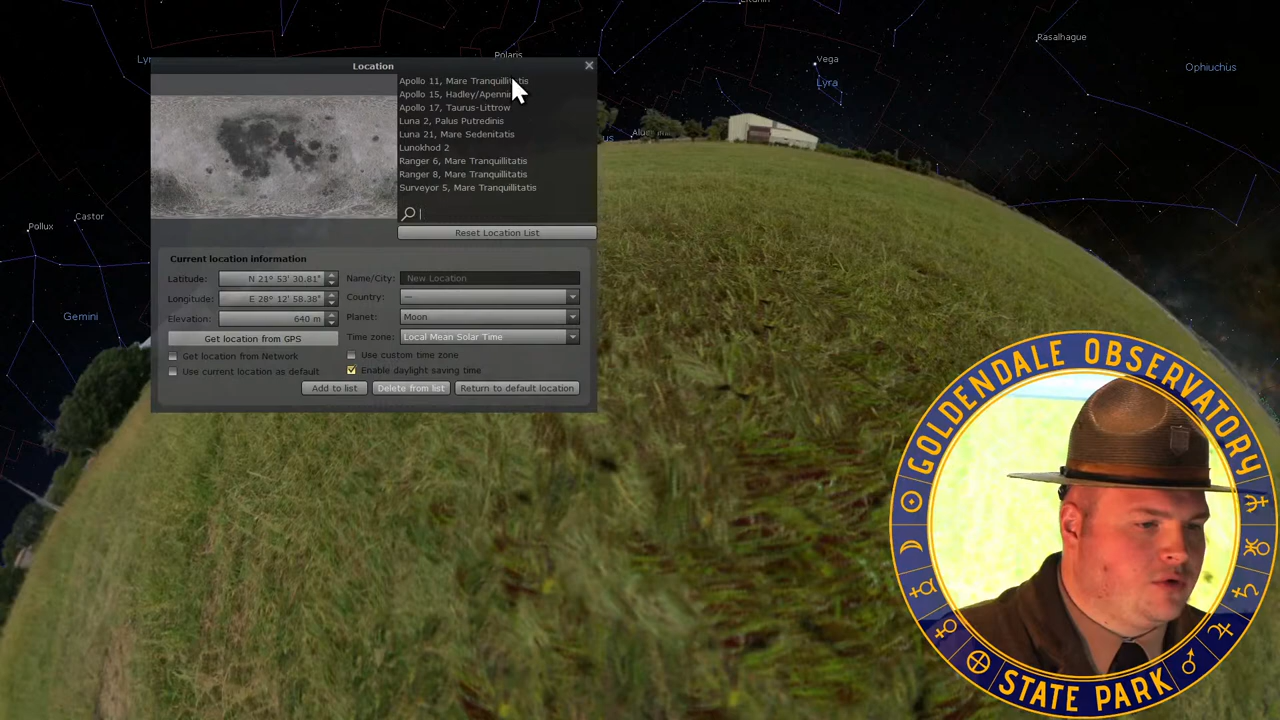 Eltanin
Rasalhague
Ophiuchus
Vega
Lyra
Polaris
Lyn
Location
Apollo 11, Mare Tranquillitatis
Apollo 15, Hadley/Apennin
Apollo 17, Taurus-Littrow
Luna 2, Palus Putredinis
Luna 21, Mare Sedenitatis
Lunokhod 2
Ranger 6, Mare Tranquillitatis
Ranger 8, Mare Tranquillitatis
Surveyor 5, Mare Tranquillitatis
Reset Location List
Castor
Pollux
Gemini
Current location information
Latitude: N 21° 53' 30.81" Name/City: New Location
Longitude: E 28° 12' 58.38" Country: —
Elevation: 640 m Planet: Moon
Get location from GPS Time zone: Local Mean Solar Time
Get location from Network Use custom time zone
Use current location as default Enable daylight saving time
Add to list Delete from list Return to default location
GOLDENDALE OBSERVATORY
STATE PARK